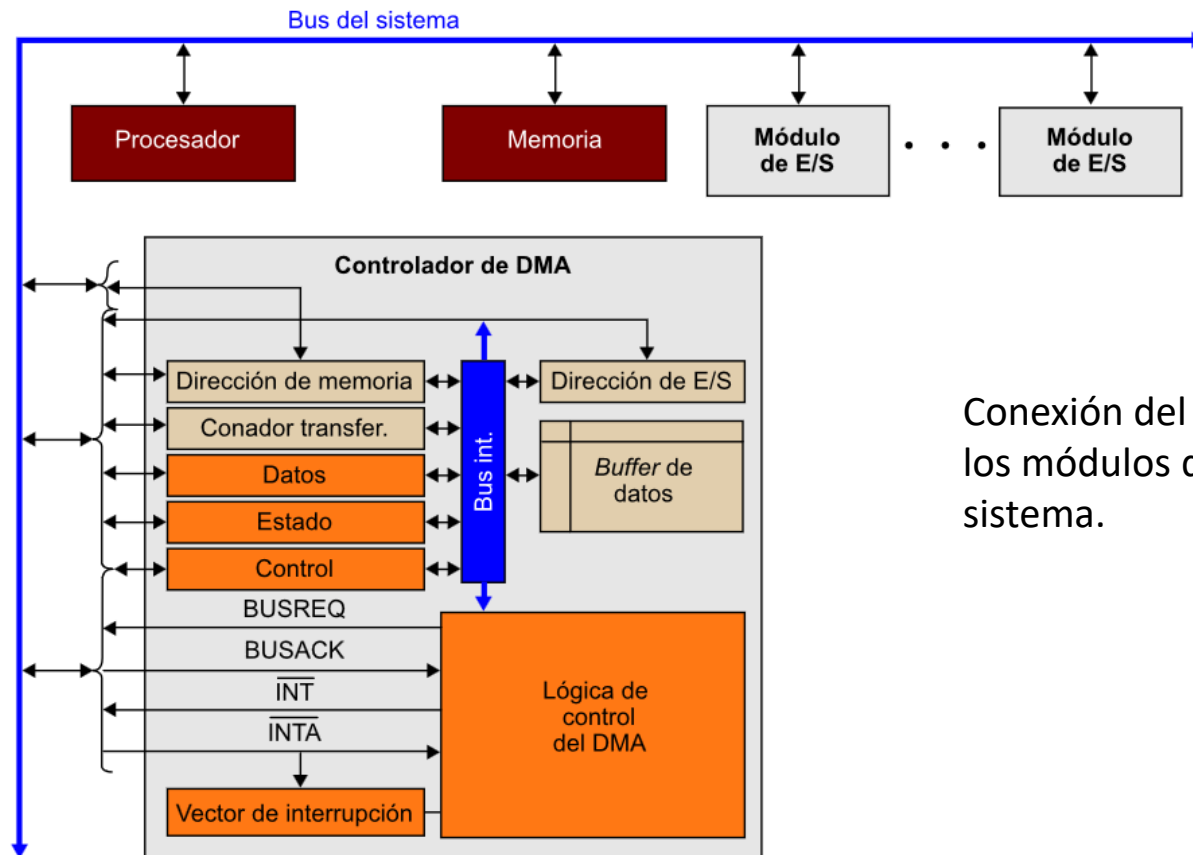 Bus del sistema
Procesador
Memoria
Módulo
de E/S
. . .
Módulo
de E/S
Controlador de DMA
Dirección de memoria
Dirección de E/S
Conador transfer.
Datos
Estado
Control
Bus int.
Buffer de
datos
BUSREQ
BUSACK
INT
INTA
Vector de interrupción
Lógica de
control
del DMA
Conexión del
los módulos
sistema.